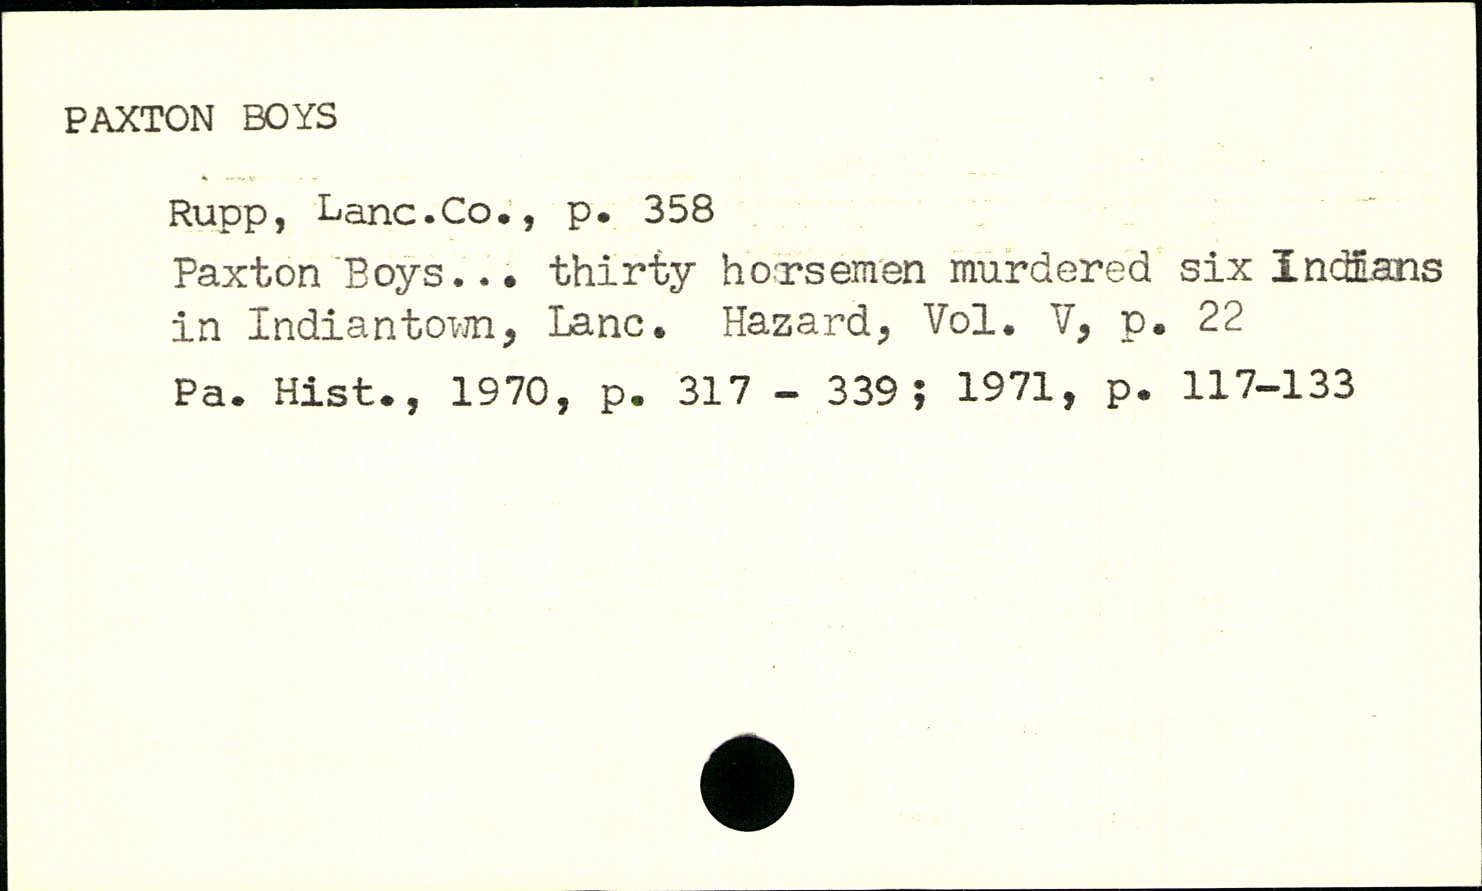 PAXTON BOYS
Rupp, Lanc.Co., p. 358
Paxton Boys... thirty horsemen murdered six Indians
in Indiantown, Lanc. Hazard, Vol. V, p. 22
Pa. Hist., 1970, p. 317 - 339; 1971, p. 117-133